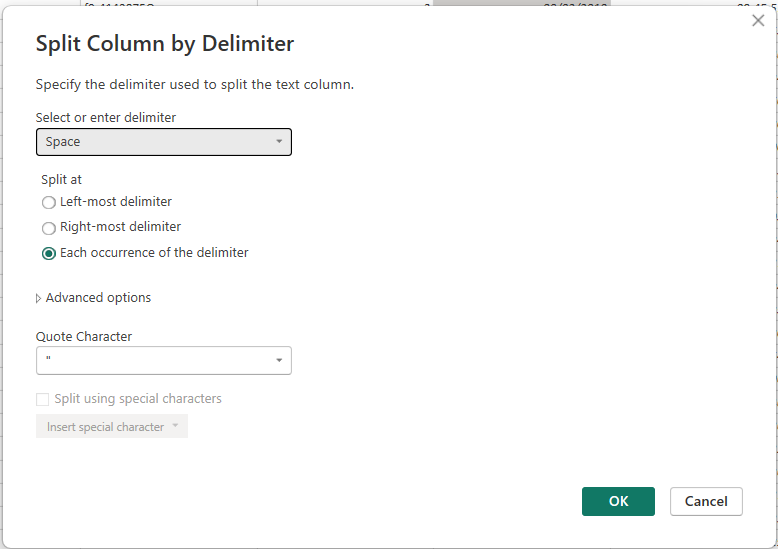 Split Column by Delimiter
Specify the delimiter used to split the text column.
Select or enter delimiter
Space
Split at
Left-most delimiter
Right-most delimiter
Each occurrence of the delimiter
Advanced options
Quote Character
"
Split using special characters
Insert special character
OK
Cancel